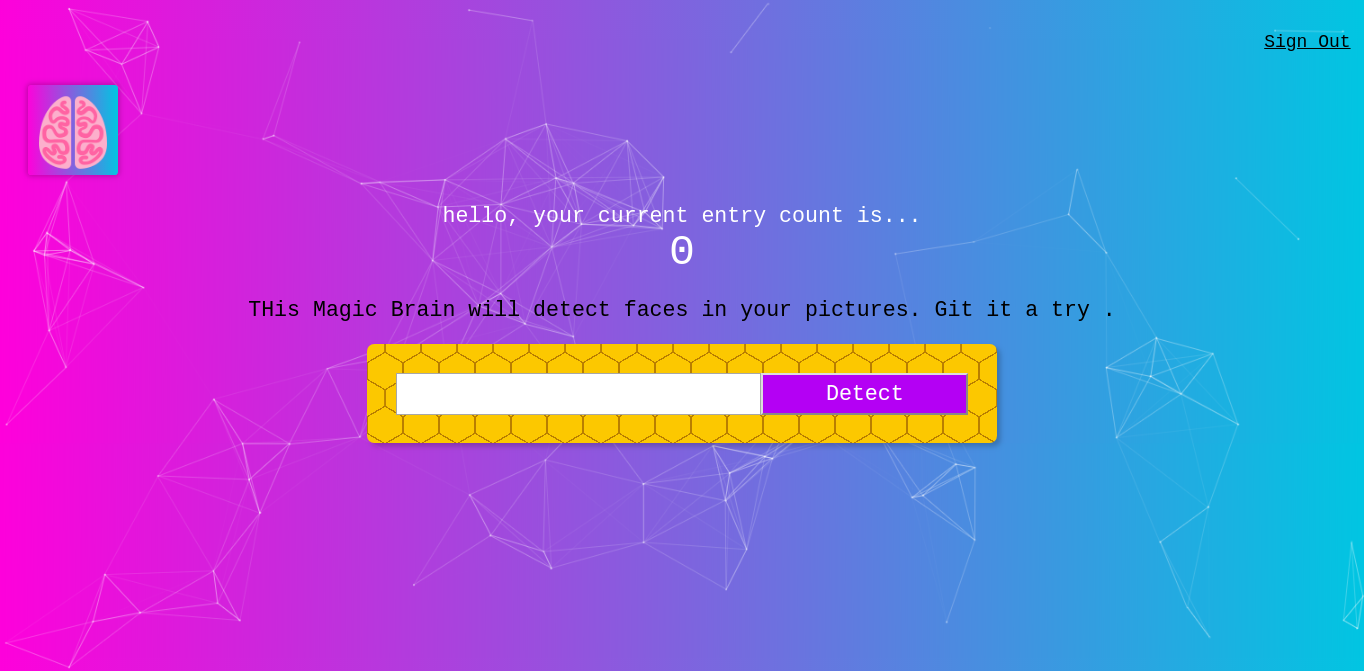 Sign Out
hello, your current entry count is...
0
THis Magic Brain will detect faces in your pictures. Git it a try .
Detect